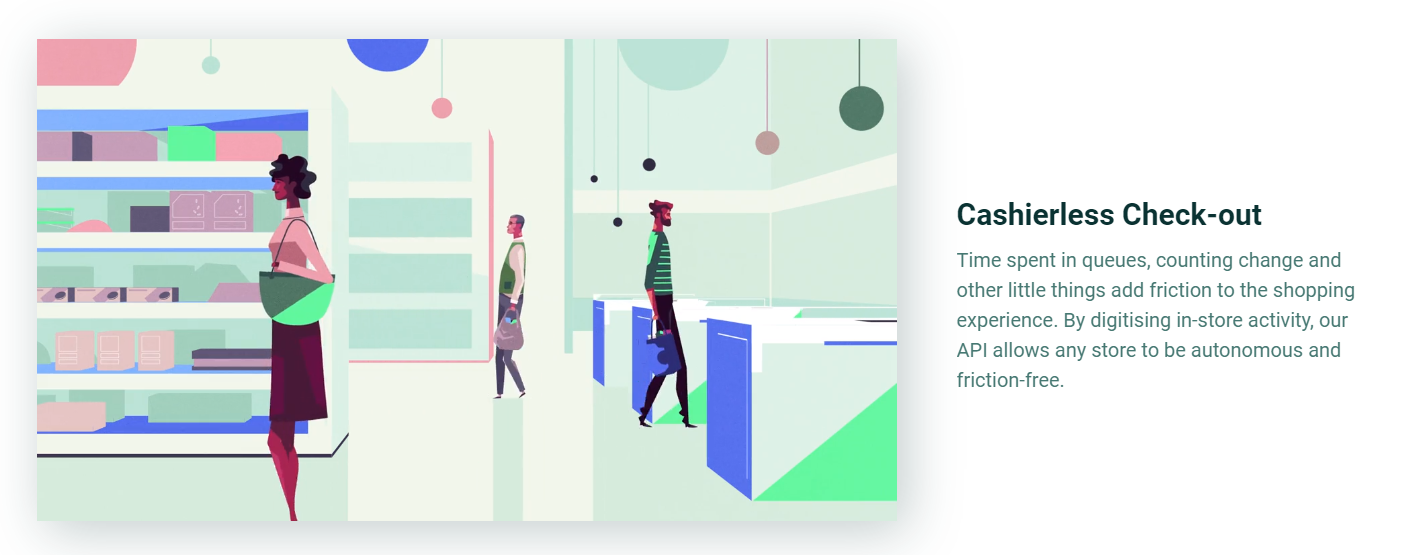 Cashierless Check-out
Time spent in queues, counting change and
other little things add friction to the shopping
experience. By digitising in-store activity, our
API allows any store to be autonomous and
friction-free.